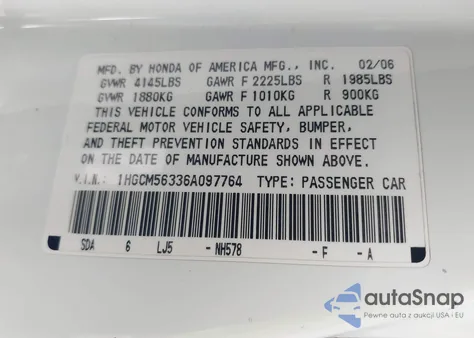 MFD. BY HONDA OF AMERICA MFG., INC. 02/06
GVWR 4145LBS GAWR F 2225LBS R 1985LBS
GVWR 1880KG GAWR F 1010KG R 900KG
THIS VEHICLE CONFORMS TO ALL APPLICABLE
FEDERAL MOTOR VEHICLE SAFETY, BUMPER,
AND THEFT PREVENTION STANDARDS IN EFFECT
ON THE DATE OF MANUFACTURE SHOWN ABOVE.
V.I.N.: 1HGCM56336A097764 TYPE: PASSENGER CAR
SDA 6 LJ5 -NH578 -F -A
autoSnap
Pewne auta z aukcji USA i EU